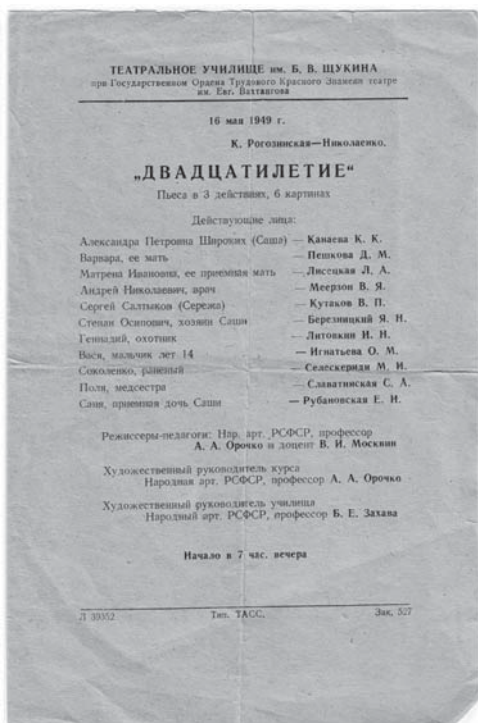 ТЕАТРАЛЬНОЕ УЧИЛИЩЕ им. Б. В. ЩУКИНА
при Государственном Ордена Трудового Красного Знамени театре
им. Евг. Вахтангова
16 мая 1949 г.
К. Рогозинская—Николаенко.
„ДВАДЦАТИЛЕТИЕ“
Пьеса в 3 действиях, 6 картинах
Действующие лица:
Александра Петровна Широких (Саша) — Канаева К. К.
Варвара, ее мать — Пешкова Д. М.
Матрена Ивановна, ее приемная мать — Лисецкая Л. А.
Андрей Николаевич, врач — Меерзон В. Я.
Сергей Салтыков (Сережа) — Кутаков В. П.
Степан Осипович, хозяин Саши — Березницкий Я. Н.
Геннадий, охотник — Литовкин И. Н.
Вася, мальчик лет 14 — Игнатьева О. М.
Соколенко, раненый — Селескериди М. И.
Поля, медсестра — Славатинская С. А.
Саня, приемная дочь Саши — Рубановская Е. И.
Режиссеры-педагоги: Нар. арт. РСФСР, профессор
А. А. Орочко и доцент В. И. Москвин
Художественный руководитель курса
Народная арт. РСФСР, профессор А. А. Орочко
Художественный руководитель училища
Народный арт. РСФСР, профессор Б. Е. Захава
Начало в 7 час. вечера
Л 39352 Тип. ТАСС. Зак. 527